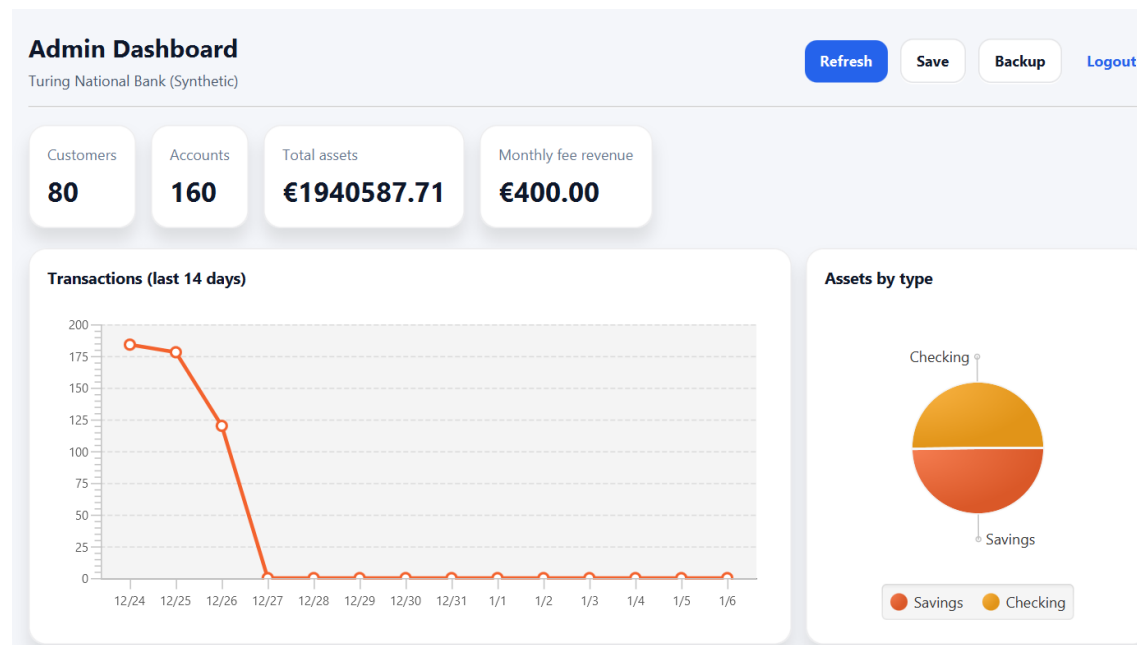 Admin Dashboard
Turing National Bank (Synthetic)
Refresh
Save
Backup
Logout
Customers
80
Accounts
160
Total assets
€1940587.71
Monthly fee revenue
€400.00
Transactions (last 14 days)
200
175
150
125
100
75
50
25
0
12/24 12/25 12/26 12/27 12/28 12/29 12/30 12/31 1/1 1/2 1/3 1/4 1/5 1/6
Assets by type
Checking
Savings
Savings Checking